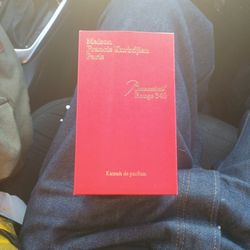 Maison
Francis Kurkdjian
Paris
Baccarat
Rouge 540
Extrait de parfum